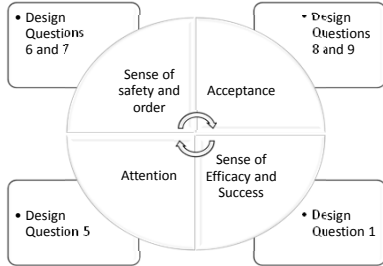 • Design
Questions
6 and 7
• Design
Questions
8 and 9
Sense of
safety and
order
Acceptance
Attention
Sense of
Efficacy and
Success
• Design
Question 5
• Design
Question 1